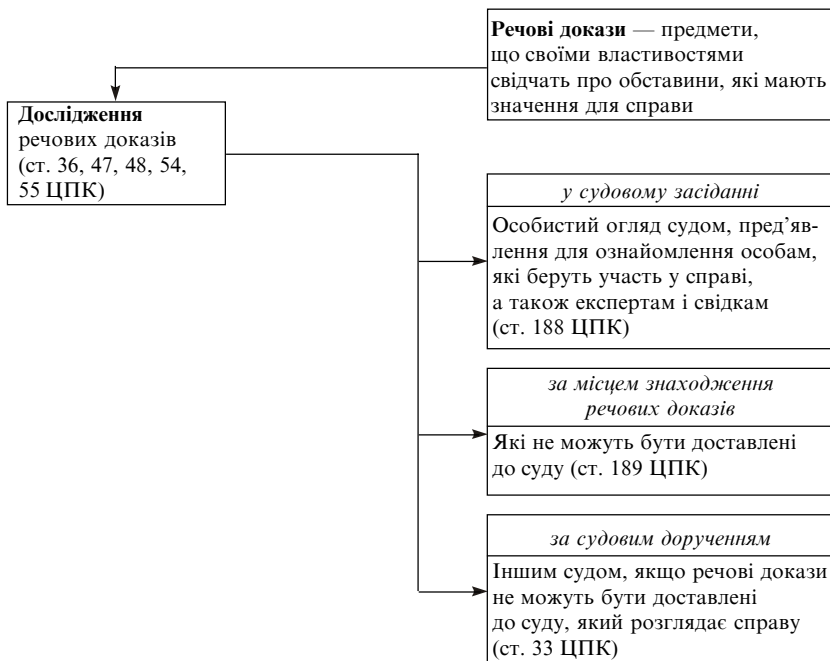 Речові докази — предмети,
що своїми властивостями
свідчать про обставини, які мають
значення для справи
Дослідження
речових доказів
(ст. 36, 47, 48, 54,
55 ЦПК)
у судовому засіданні
Особистий огляд судом, пред’яв-
лення для ознайомлення особам,
які беруть участь у справі,
а також експертам і свідкам
(ст. 188 ЦПК)
за місцем знаходження
речових доказів
Які не можуть бути доставлені
до суду (ст. 189 ЦПК)
за судовим дорученням
Іншим судом, якщо речові докази
не можуть бути доставлені
до суду, який розглядає справу
(ст. 33 ЦПК)